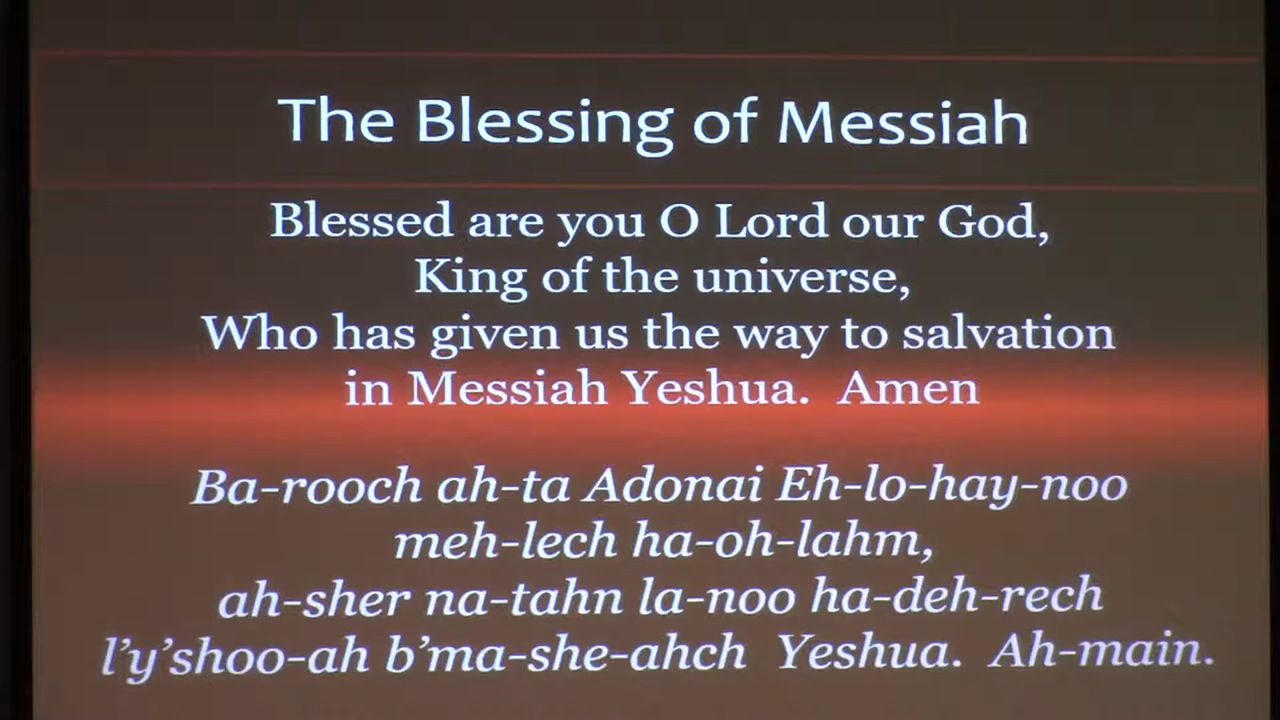 The Blessing of Messiah
Blessed are you O Lord our God,
King of the universe,
Who has given us the way to salvation
in Messiah Yeshua.  Amen
Ba-rooch ah-ta Adonai Eh-lo-hay-noo
meh-lech ha-oh-lahm,
ah-sher na-tahn la-noo ha-deh-rech
l’y’shoo-ah b’ma-she-ahch  Yeshua.  Ah-main.